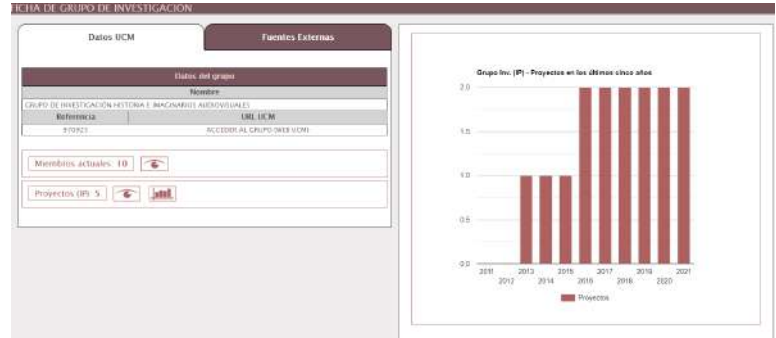 FICHA DE GRUPO DE INVESTIGACIÓN
Datos UCM
Fuentes Externas
Datos del grupo
Nombre
GRUPO DE INVESTIGACIÓN HISTORIA E IMAGINARIOS AUDIOVISUALES
Referencia
URL UCM
970923
ACCEDER AL GRUPO (WEB UCM)
Miembros actuales: 10
Proyectos (IP) 5
Grupo Inv. (IP) - Proyectos en los últimos cinco años
2.0
1.5
1.0
0.5
0.0
2011 2013 2015 2017 2019 2021
2012 2014 2016 2018 2020
Proyectos